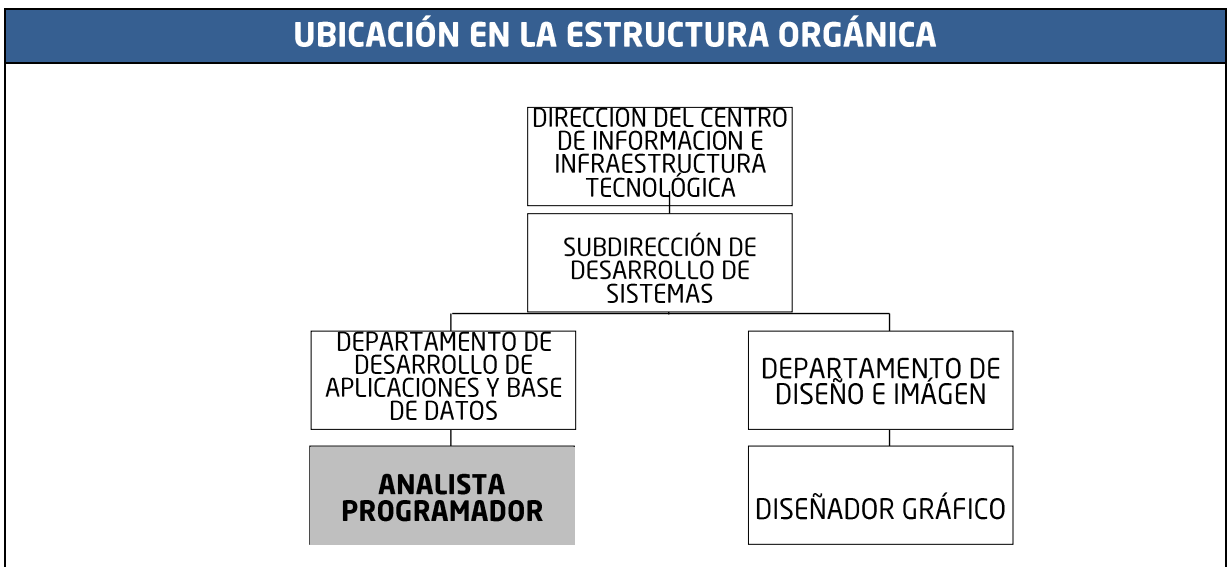 UBICACIÓN EN LA ESTRUCTURA ORGÁNICA
DIRECCION DEL CENTRO
DE INFORMACION E
INFRAESTRUCTURA
TECNOLÓGICA
SUBDIRECCIÓN DE
DESARROLLO DE
SISTEMAS
DEPARTAMENTO DE
DESARROLLO DE
APLICACIONES Y BASE
DE DATOS
DEPARTAMENTO DE
DISEÑO E IMÁGEN
ANALISTA
PROGRAMADOR
DISEÑADOR GRÁFICO